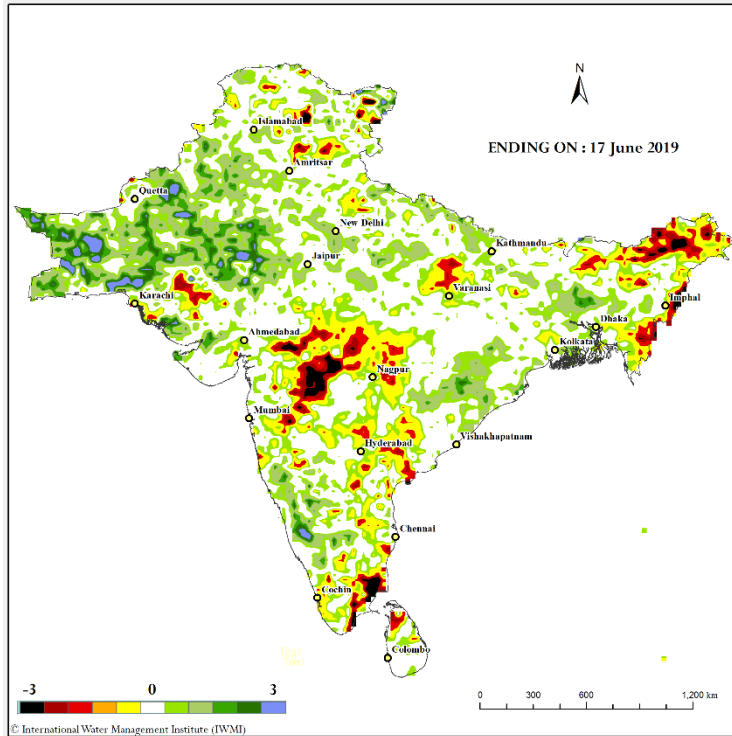 N
ENDING ON : 17 June 2019
Islamabad
Amritsar
Quetta
New Delhi
Kathmandu
Jaipur
Varanasi
Karachi
Imphal
Dhaka
Ahmedabad
Kolkata
Nagpur
Mumbai
Hyderabad
Vishakhapatnam
Chennai
Cochin
Colombo
-3 0 3
0 300 600 1,200 km
© International Water Management Institute (IWMI)